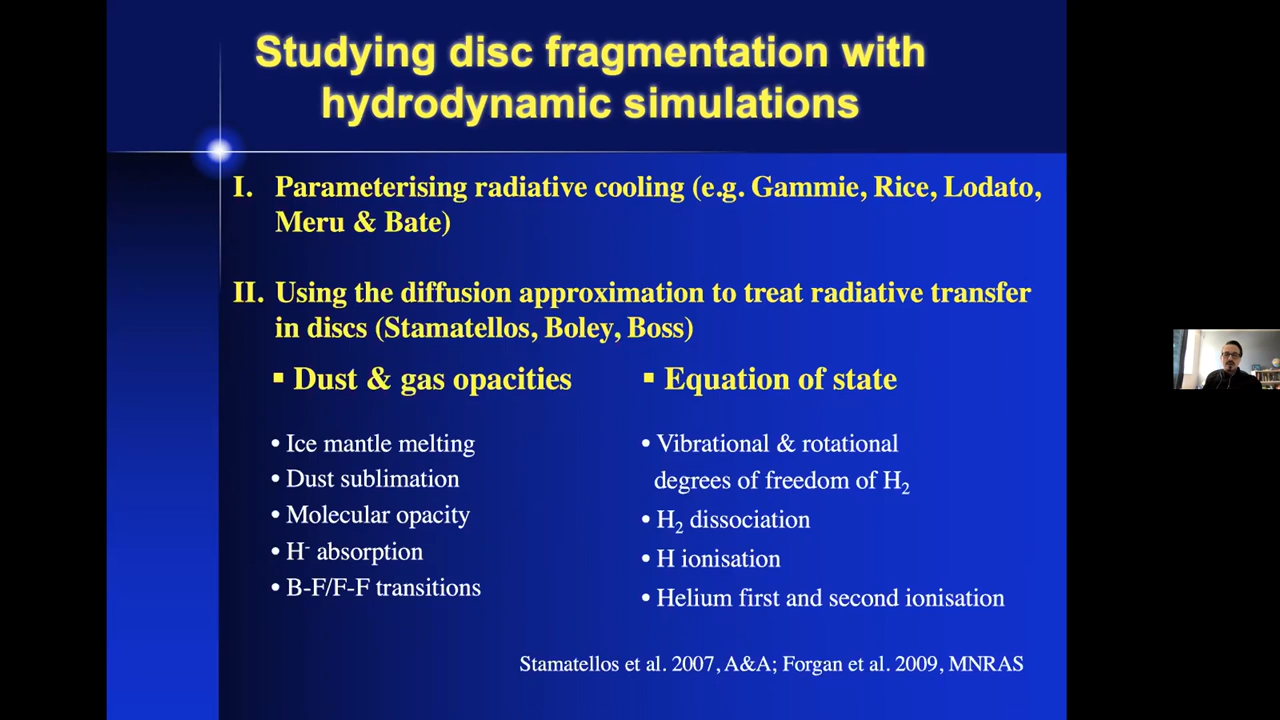 Studying disc fragmentation with
hydrodynamic simulations
I. Parameterising radiative cooling (e.g. Gammie, Rice, Lodato,
Meru & Bate)
II. Using the diffusion approximation to treat radiative transfer
in discs (Stamatellos, Boley, Boss)
▪ Dust & gas opacities
• Ice mantle melting
• Dust sublimation
• Molecular opacity
• H⁻ absorption
• B-F/F-F transitions
▪ Equation of state
• Vibrational & rotational
degrees of freedom of H₂
• H₂ dissociation
• H ionisation
• Helium first and second ionisation
Stamatellos et al. 2007, A&A; Forgan et al. 2009, MNRAS